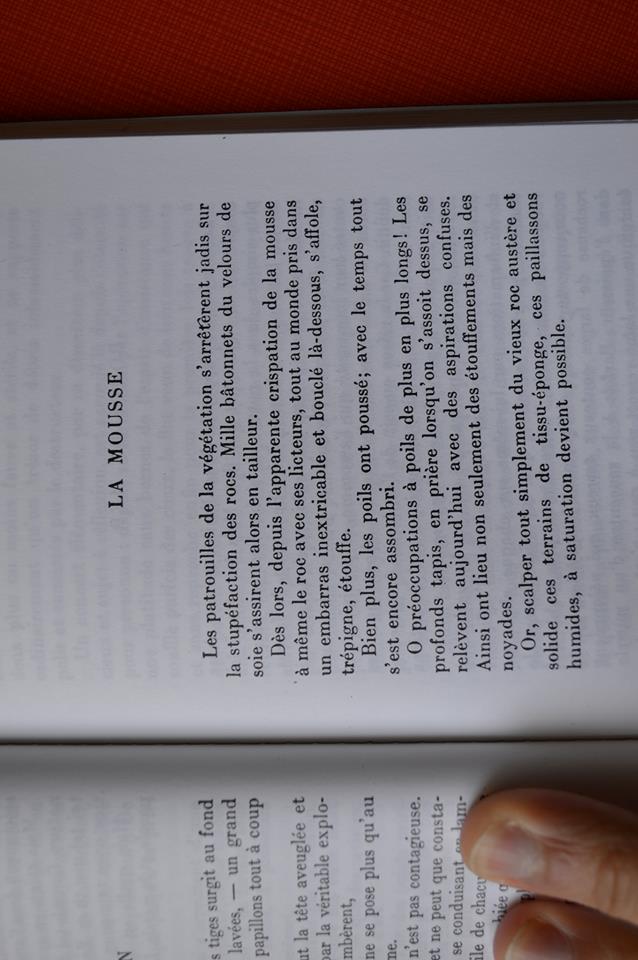 LA MOUSSE
Les patrouilles de la végétation s'arrêtèrent jadis sur
la stupéfaction des rocs. Mille bâtonnets du velours de
soie s'assirent alors en tailleur.
Dès lors, depuis l'apparente crispation de la mousse
à même le roc avec ses licteurs, tout au monde pris dans
un embarras inextricable et bouclé là-dessous, s'affole,
trépigne, étouffe.
Bien plus, les poils ont poussé; avec le temps tout
s'est encore assombri.
O préoccupations à poils de plus en plus longs! Les
profonds tapis, en prière lorsqu'on s'assoit dessus, se
relèvent aujourd'hui avec des aspirations confuses.
Ainsi ont lieu non seulement des étouffements mais des
noyades.
Or, scalper tout simplement du vieux roc austère et
solide ces terrains de tissu-éponge, ces paillassons
humides, à saturation devient possible.
N
s tiges surgit au fond
lavées, — un grand
papillons tout à coup
ut la tête aveuglée et
par la véritable explo-
mbèrent,
ne se pose plus qu'au
me.
n'est pas contagieuse.
et ne peut que consta-
se conduisant en lam-
ile de chacu